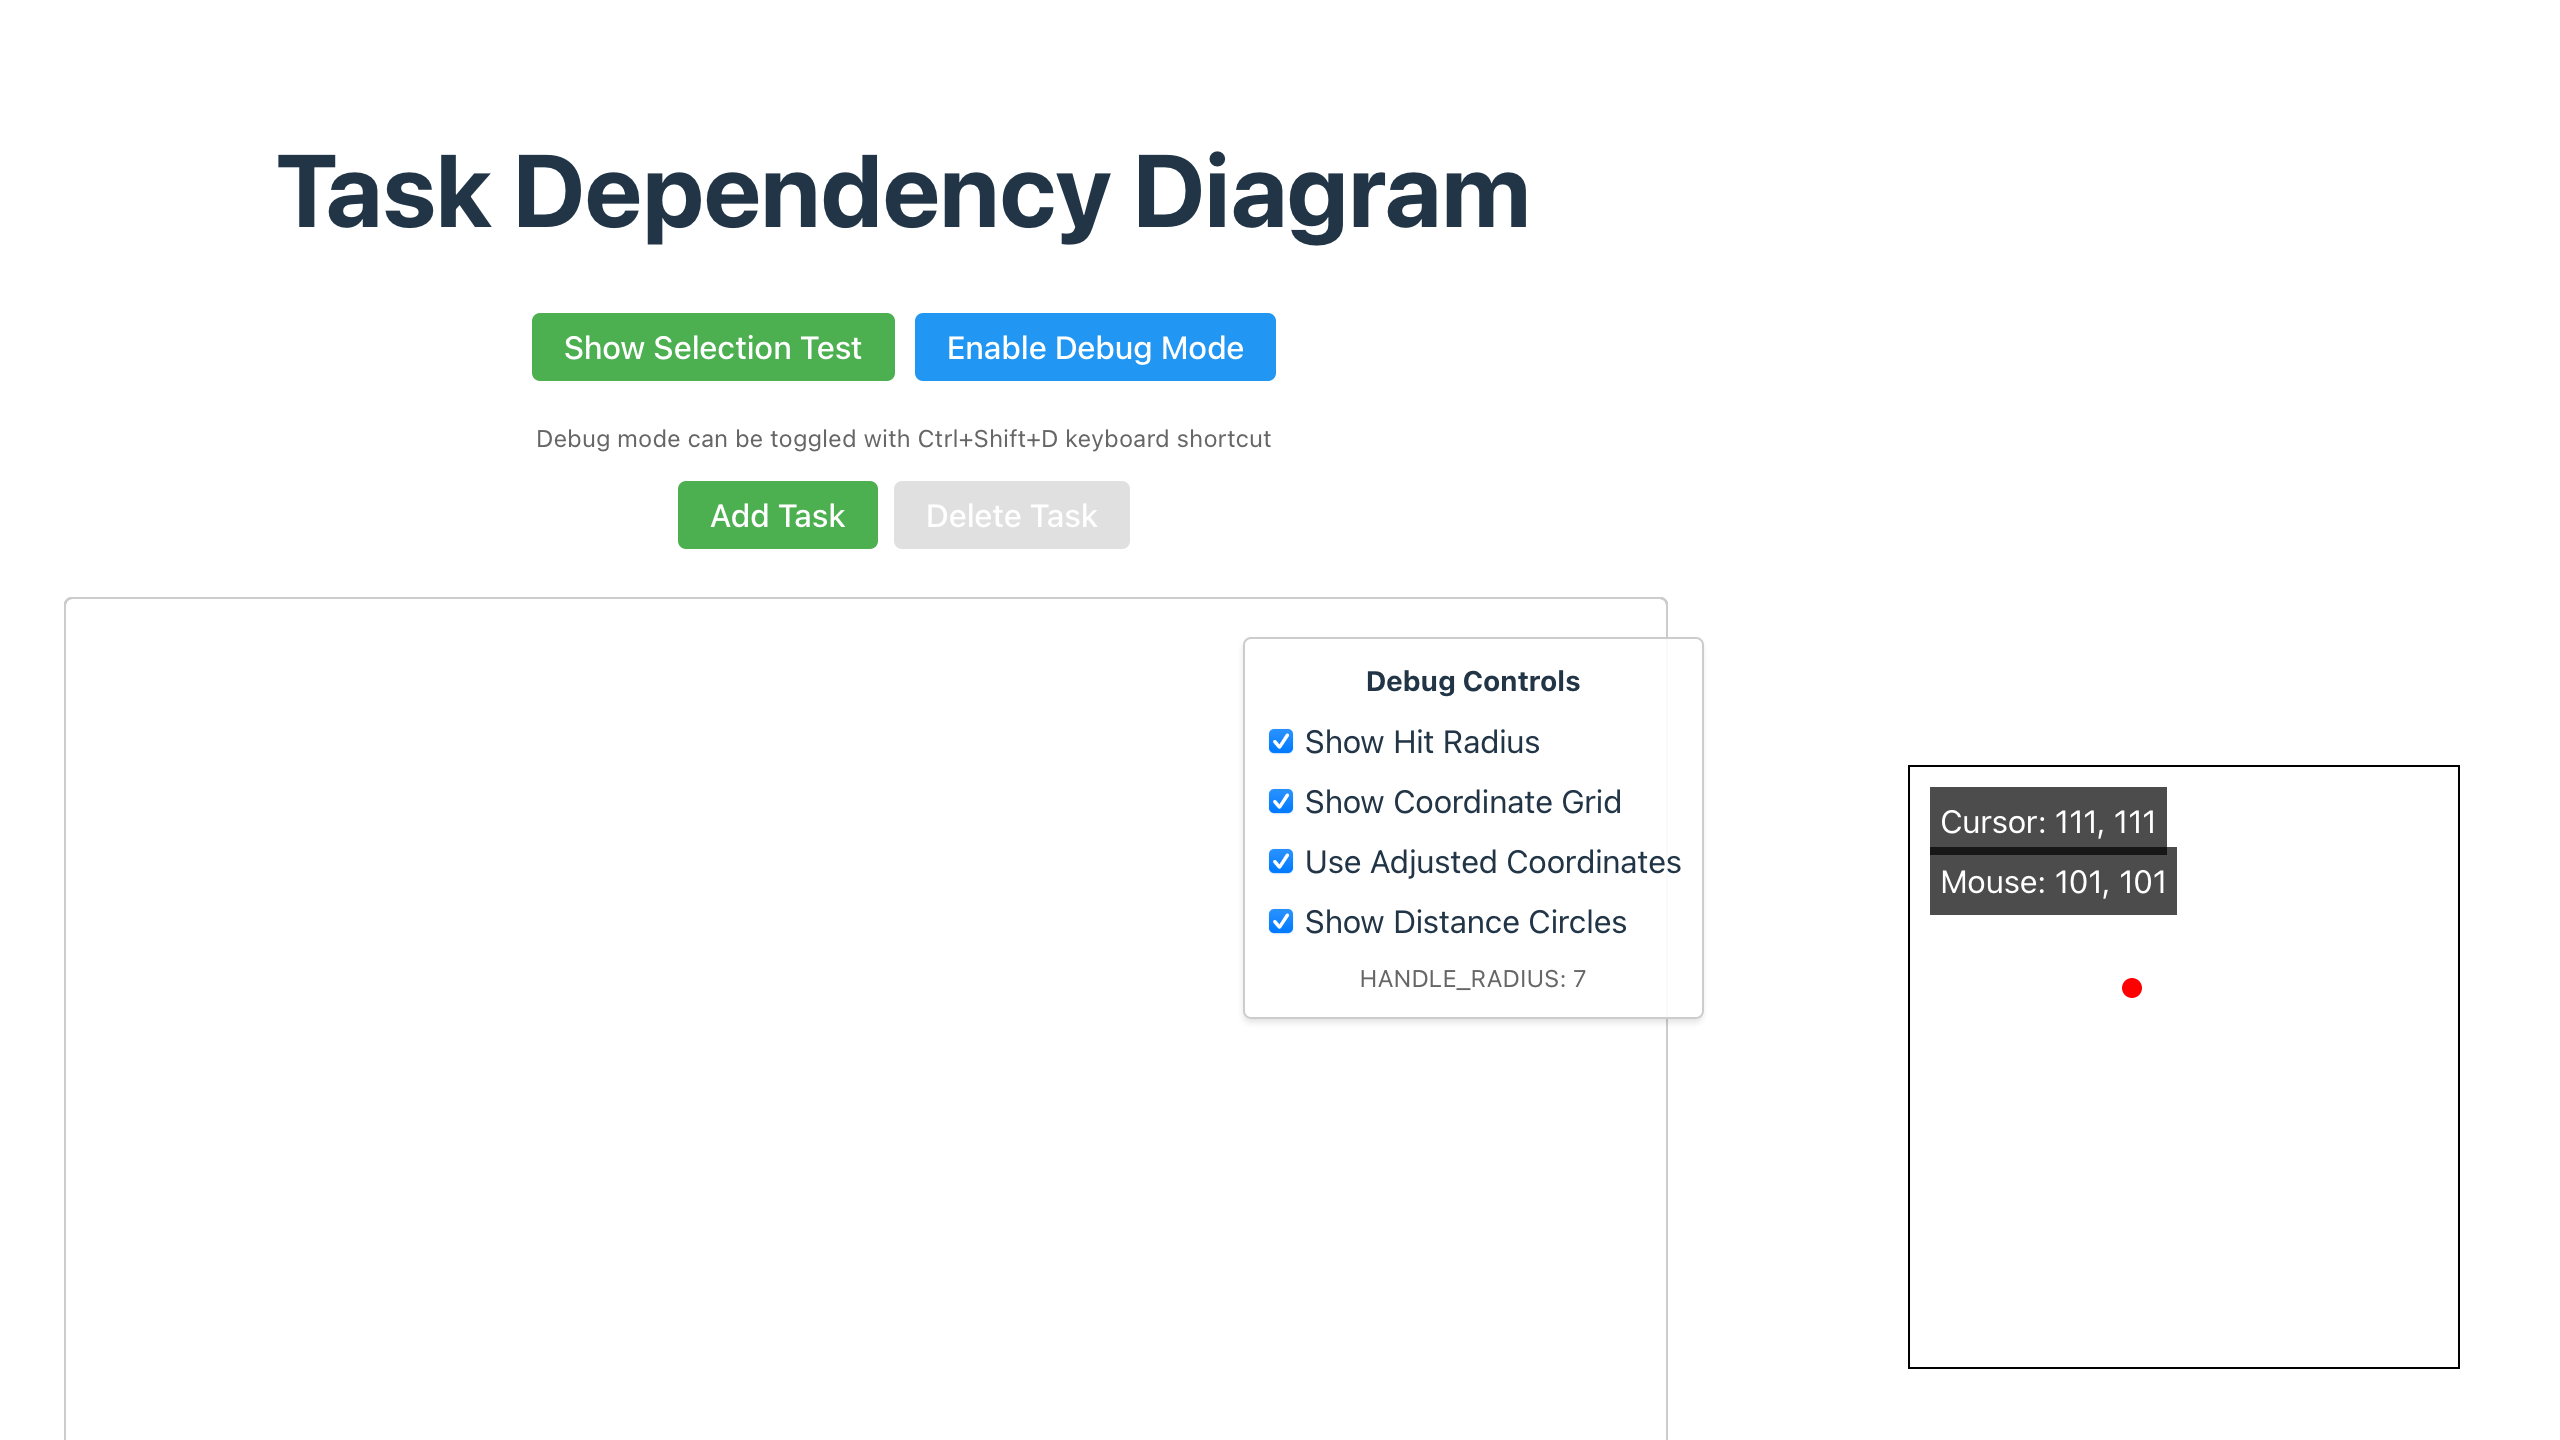 Task Dependency Diagram
Show Selection Test
Enable Debug Mode
Debug mode can be toggled with Ctrl+Shift+D keyboard shortcut
Add Task
Delete Task
Debug Controls
Show Hit Radius
Show Coordinate Grid
Use Adjusted Coordinates
Show Distance Circles
HANDLE_RADIUS: 7
Cursor: 111, 111
Mouse: 101, 101